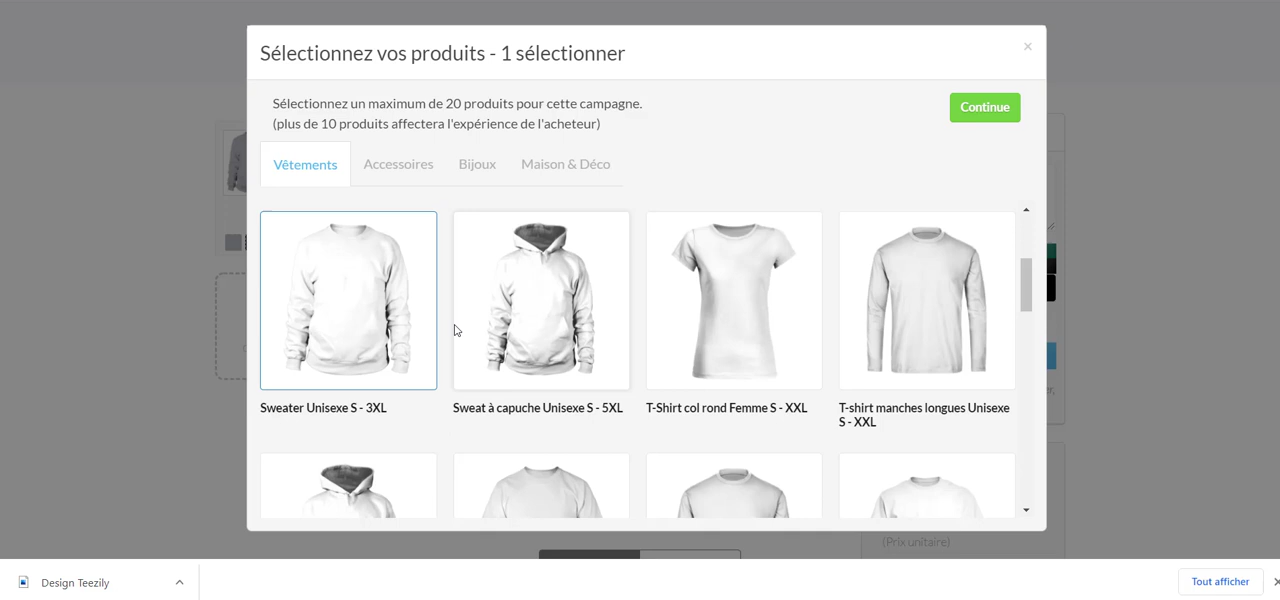 Sélectionnez vos produits - 1 sélectionner
×
Sélectionnez un maximum de 20 produits pour cette campagne.
(plus de 10 produits affectera l'expérience de l'acheteur)
Continue
Vêtements
Accessoires
Bijoux
Maison & Déco
Sweater Unisexe S - 3XL
Sweat à capuche Unisexe S - 5XL
T-Shirt col rond Femme S - XXL
T-shirt manches longues Unisexe
S - XXL
(Prix unitaire)
Design Teezily
Tout afficher